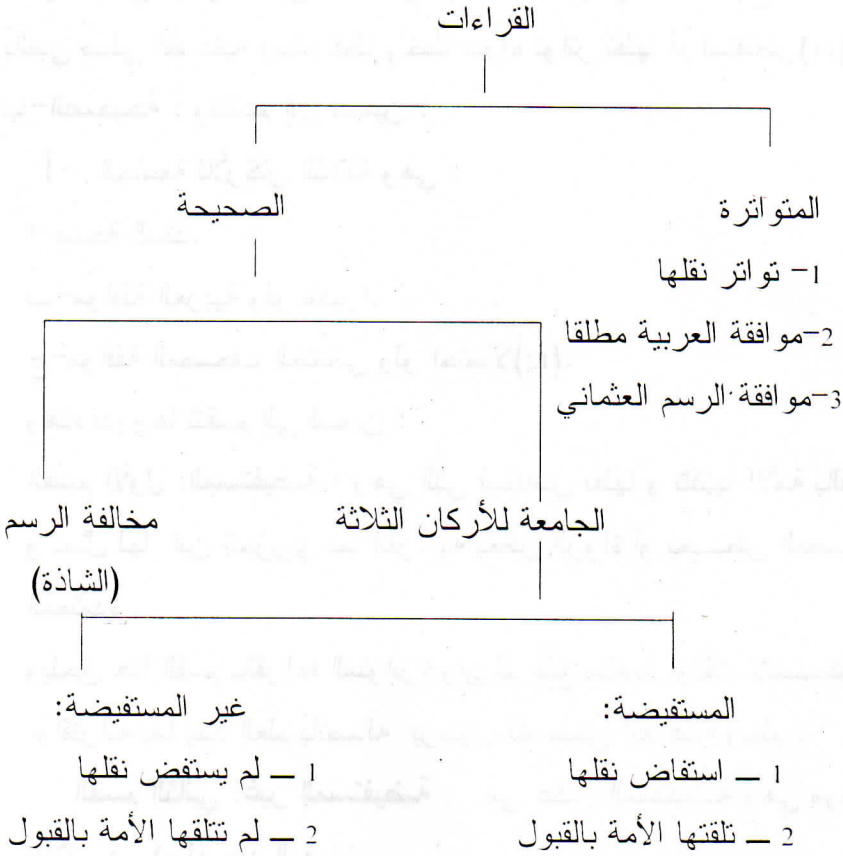 القراءات
المتواترة
1- تواتر نقلها
2-موافقة العربية مطلقا
3-موافقة الرسم العثماني
الصحيحة
الجامعة للأركان الثلاثة
مخالفة الرسم
(الشاذة)
المستفيضة:
1 _ استفاض نقلها
2 _ تلقتها الأمة بالقبول
غير المستفيضة:
1 _ لم يستفض نقلها
2 _ لم تتلقها الأمة بالقبول